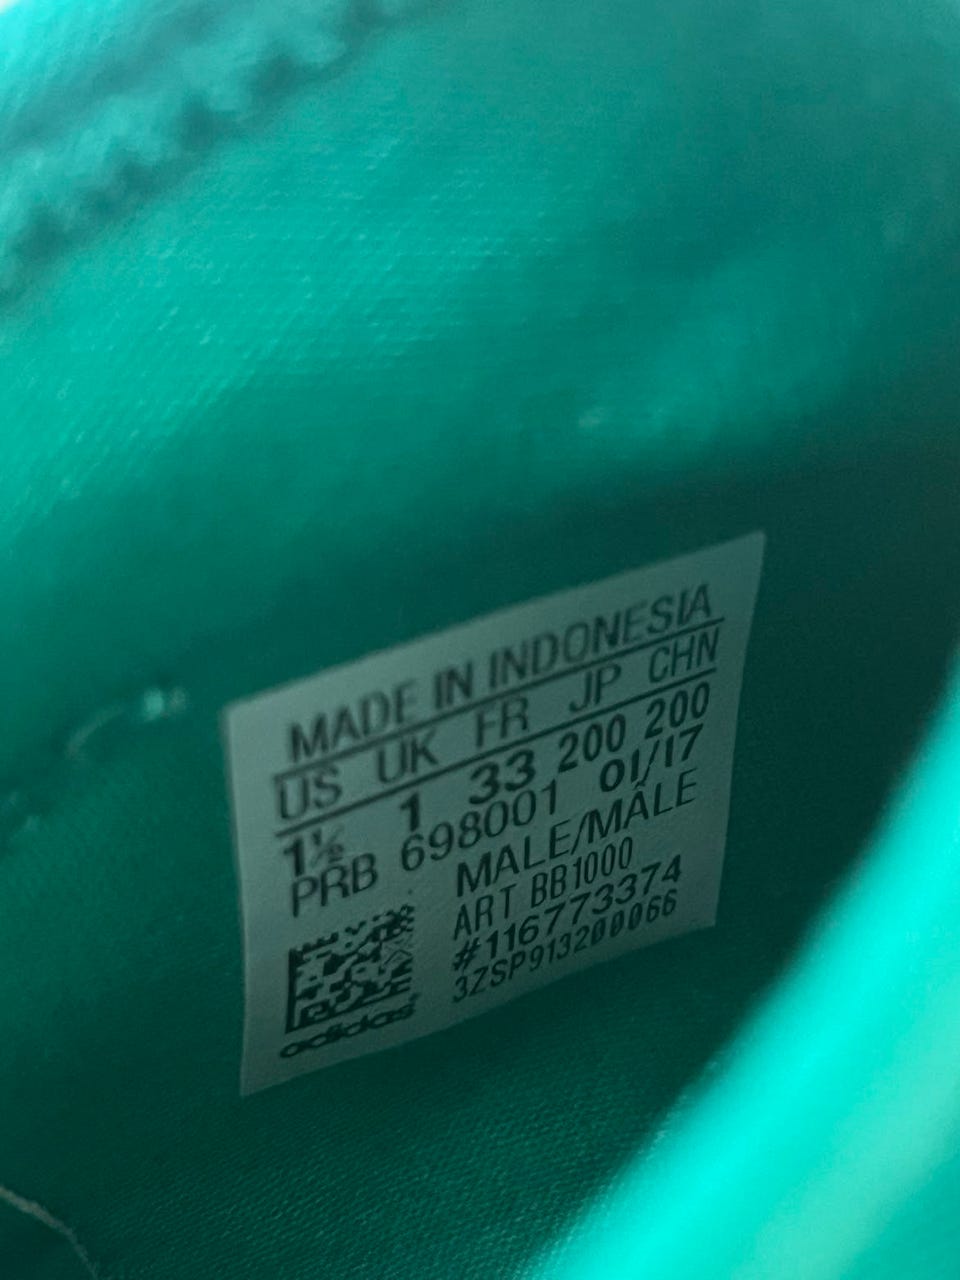 MADE IN INDONESIA
US UK FR JP CHN
1½ 1 33 200 200
PRB 698001 01/17
MALE/MÂLE
ART BB1000
#116773374
3ZSP913200066
adidas